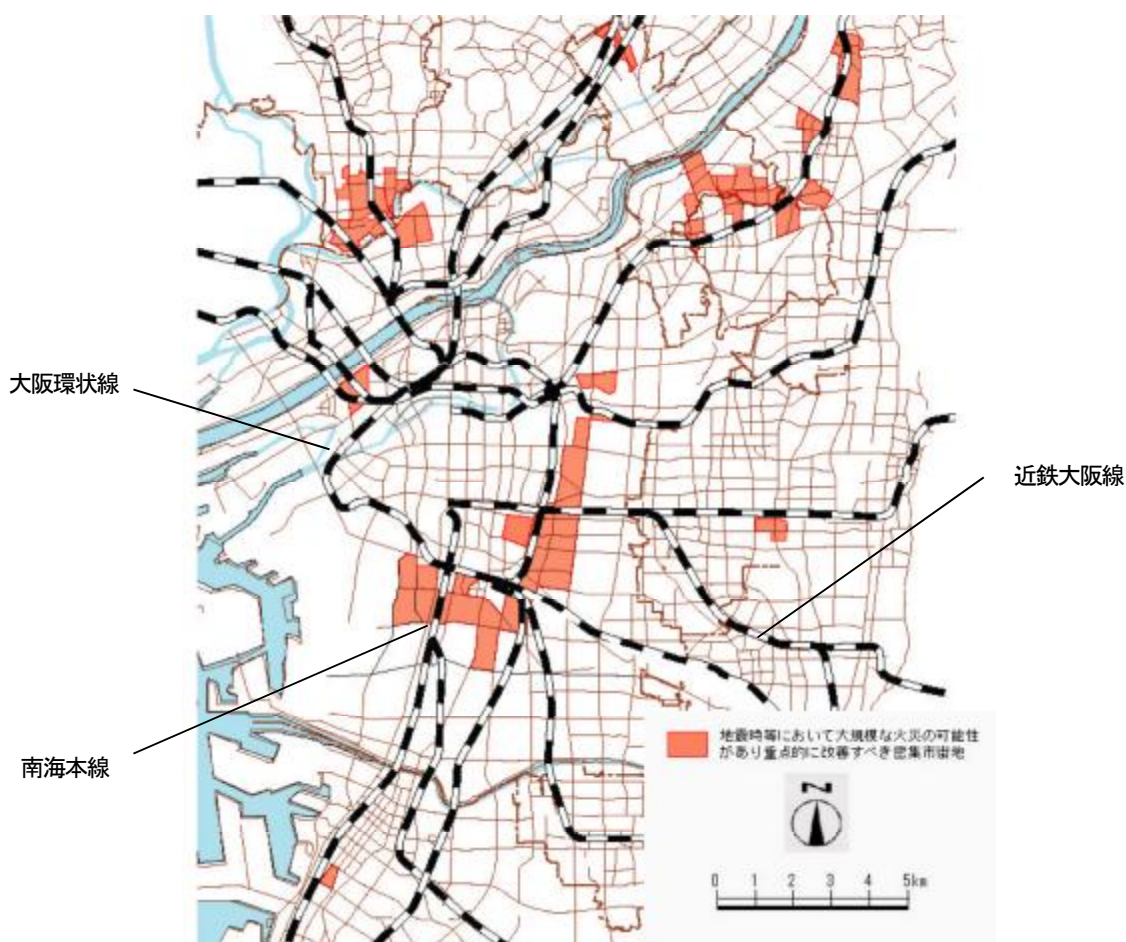 大阪環状線
近鉄大阪線
南海本線
地震時等において大規模な火災の可能性
があり重点的に改善すべき密集市街地
N
0 1 2 3 4 5km